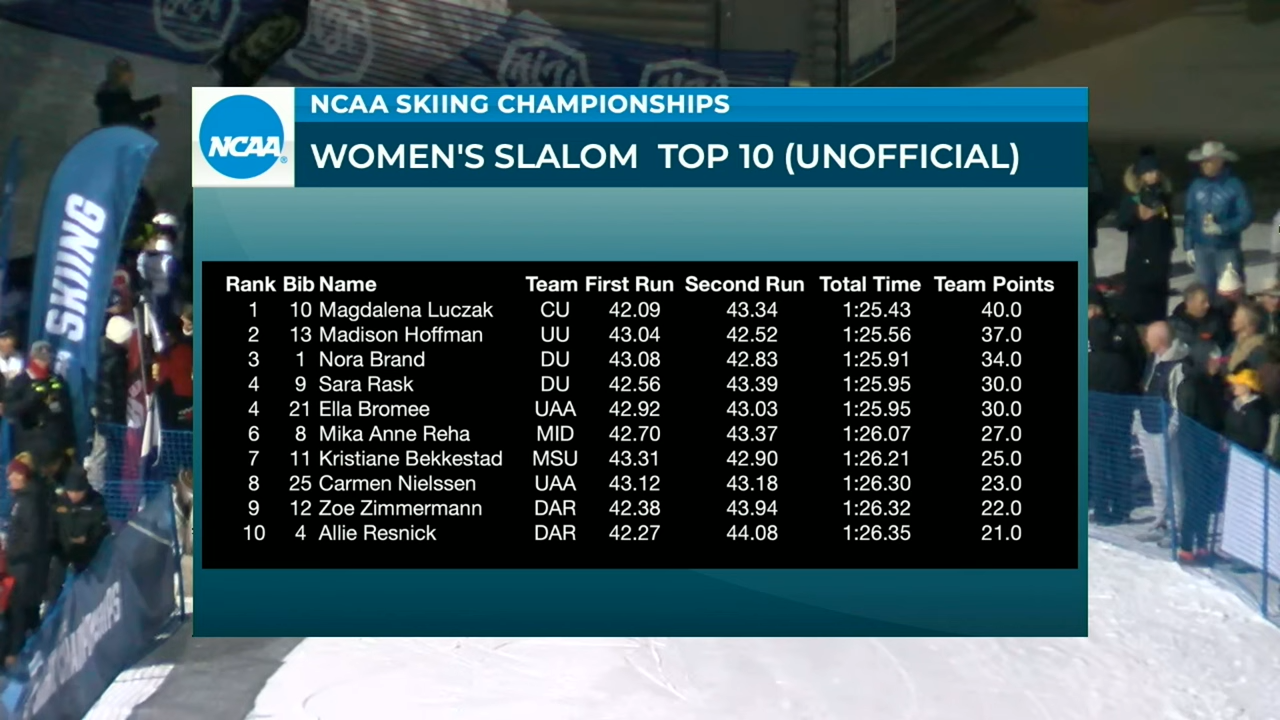 SKIING
NCAA
NCAA SKIING CHAMPIONSHIPS
WOMEN'S SLALOM TOP 10 (UNOFFICIAL)
Rank Bib Name Team First Run Second Run Total Time Team Points
1 10 Magdalena Luczak CU 42.09 43.34 1:25.43 40.0
2 13 Madison Hoffman UU 43.04 42.52 1:25.56 37.0
3 1 Nora Brand DU 43.08 42.83 1:25.91 34.0
4 9 Sara Rask DU 42.56 43.39 1:25.95 30.0
4 21 Ella Bromee UAA 42.92 43.03 1:25.95 30.0
6 8 Mika Anne Reha MID 42.70 43.37 1:26.07 27.0
7 11 Kristiane Bekkestad MSU 43.31 42.90 1:26.21 25.0
8 25 Carmen Nielssen UAA 43.12 43.18 1:26.30 23.0
9 12 Zoe Zimmermann DAR 42.38 43.94 1:26.32 22.0
10 4 Allie Resnick DAR 42.27 44.08 1:26.35 21.0